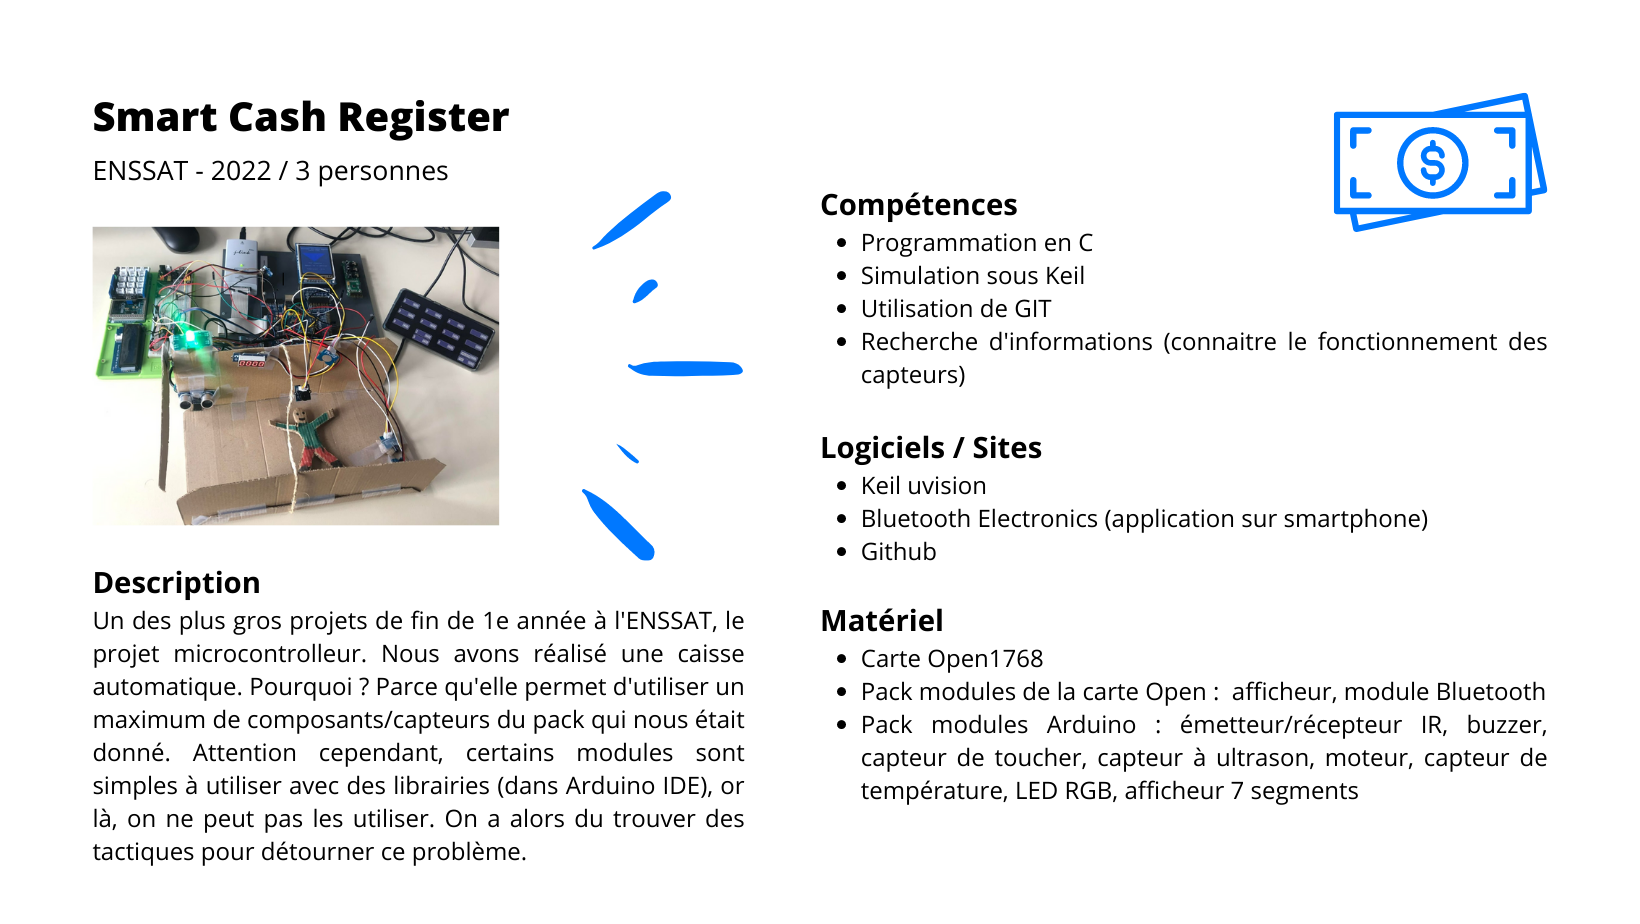 Smart Cash Register
ENSSAT - 2022 / 3 personnes
Description
Un des plus gros projets de fin de 1e année à l'ENSSAT, le
projet microcontrolleur. Nous avons réalisé une caisse
automatique. Pourquoi ? Parce qu'elle permet d'utiliser un
maximum de composants/capteurs du pack qui nous était
donné. Attention cependant, certains modules sont
simples à utiliser avec des librairies (dans Arduino IDE), or
là, on ne peut pas les utiliser. On a alors du trouver des
tactiques pour détourner ce problème.
Compétences
Programmation en C
Simulation sous Keil
Utilisation de GIT
Recherche d'informations (connaitre le fonctionnement des
capteurs)
Logiciels / Sites
Keil uvision
Bluetooth Electronics (application sur smartphone)
Github
Matériel
Carte Open1768
Pack modules de la carte Open :  afficheur, module Bluetooth
Pack modules Arduino : émetteur/récepteur IR, buzzer,
capteur de toucher, capteur à ultrason, moteur, capteur de
température, LED RGB, afficheur 7 segments